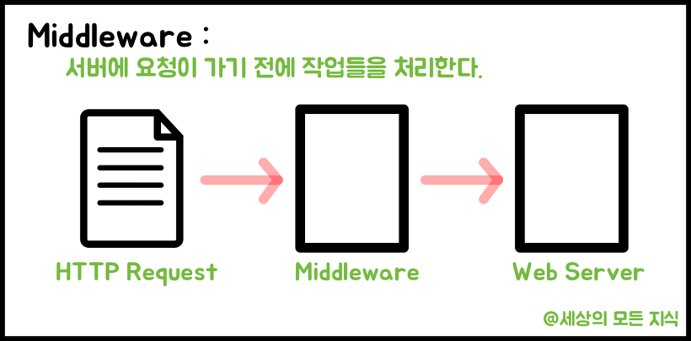 Middleware :
서버에 요청이 가기 전에 작업들을 처리한다.
HTTP Request
Middleware
Web Server
@세상의 모든 지식